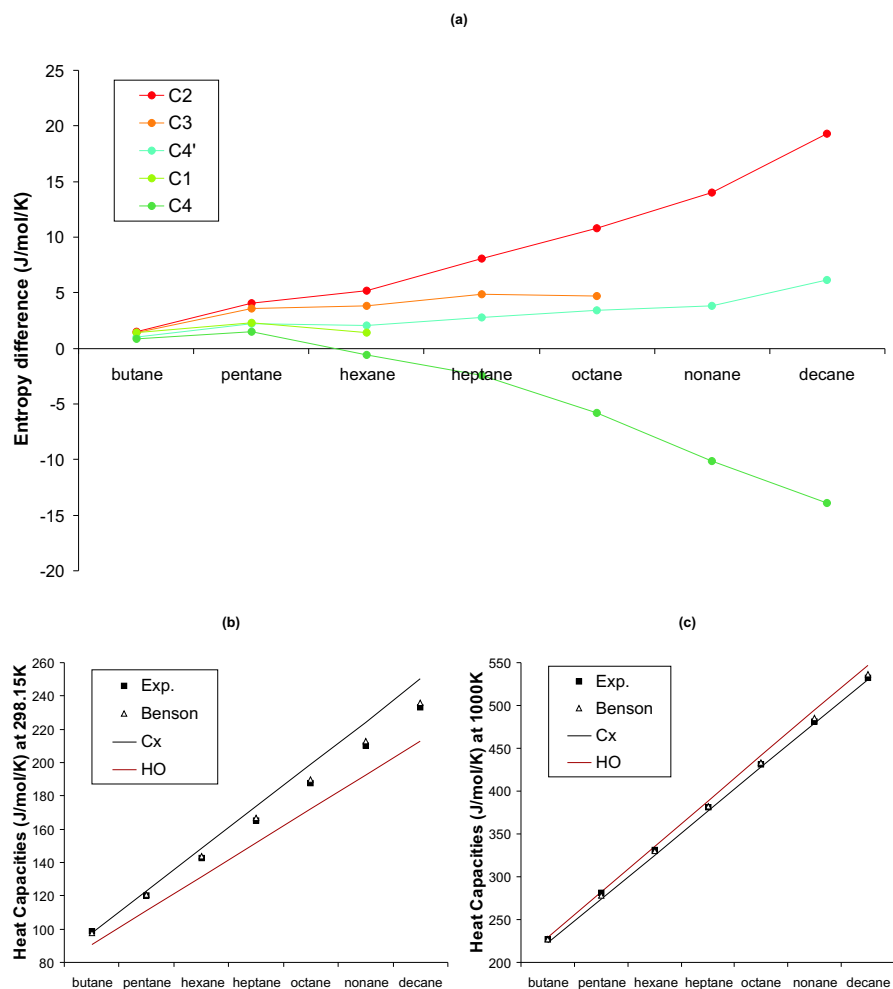 (a)
Entropy difference (J/mol/K)
25
20
15
10
5
0
-5
-10
-15
-20
C2
C3
C4'
C1
C4
butane pentane hexane heptane octane nonane decane
(b)
Heat Capacities (J/mol/K) at 298.15K
260
240
220
200
180
160
140
120
100
80
Exp.
Benson
Cx
HO
butane pentane hexane heptane octane nonane decane
(c)
Heat Capacities (J/mol/K) at 1000K
550
500
450
400
350
300
250
200
Exp.
Benson
Cx
HO
butane pentane hexane heptane octane nonane decane